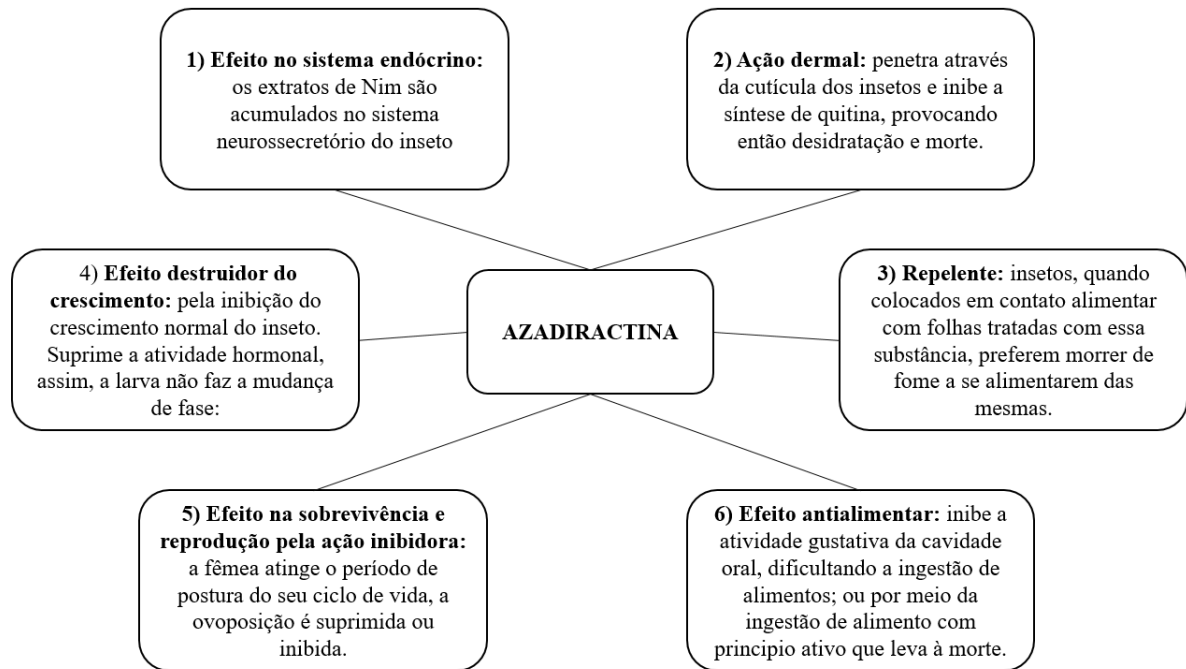 1) Efeito no sistema endócrino:
os extratos de Nim são
acumulados no sistema
neurossecretório do inseto
2) Ação dermal: penetra através
da cutícula dos insetos e inibe a
síntese de quitina, provocando
então desidratação e morte.
4) Efeito destruidor do
crescimento: pela inibição do
crescimento normal do inseto.
Suprime a atividade hormonal,
assim, a larva não faz a mudança
de fase:
AZADIRACTINA
3) Repelente: insetos, quando
colocados em contato alimentar
com folhas tratadas com essa
substância, preferem morrer de
fome a se alimentarem das
mesmas.
5) Efeito na sobrevivência e
reprodução pela ação inibidora:
a fêmea atinge o período de
postura do seu ciclo de vida, a
ovoposição é suprimida ou
inibida.
6) Efeito antialimentar: inibe a
atividade gustativa da cavidade
oral, dificultando a ingestão de
alimentos; ou por meio da
ingestão de alimento com
principio ativo que leva à morte.